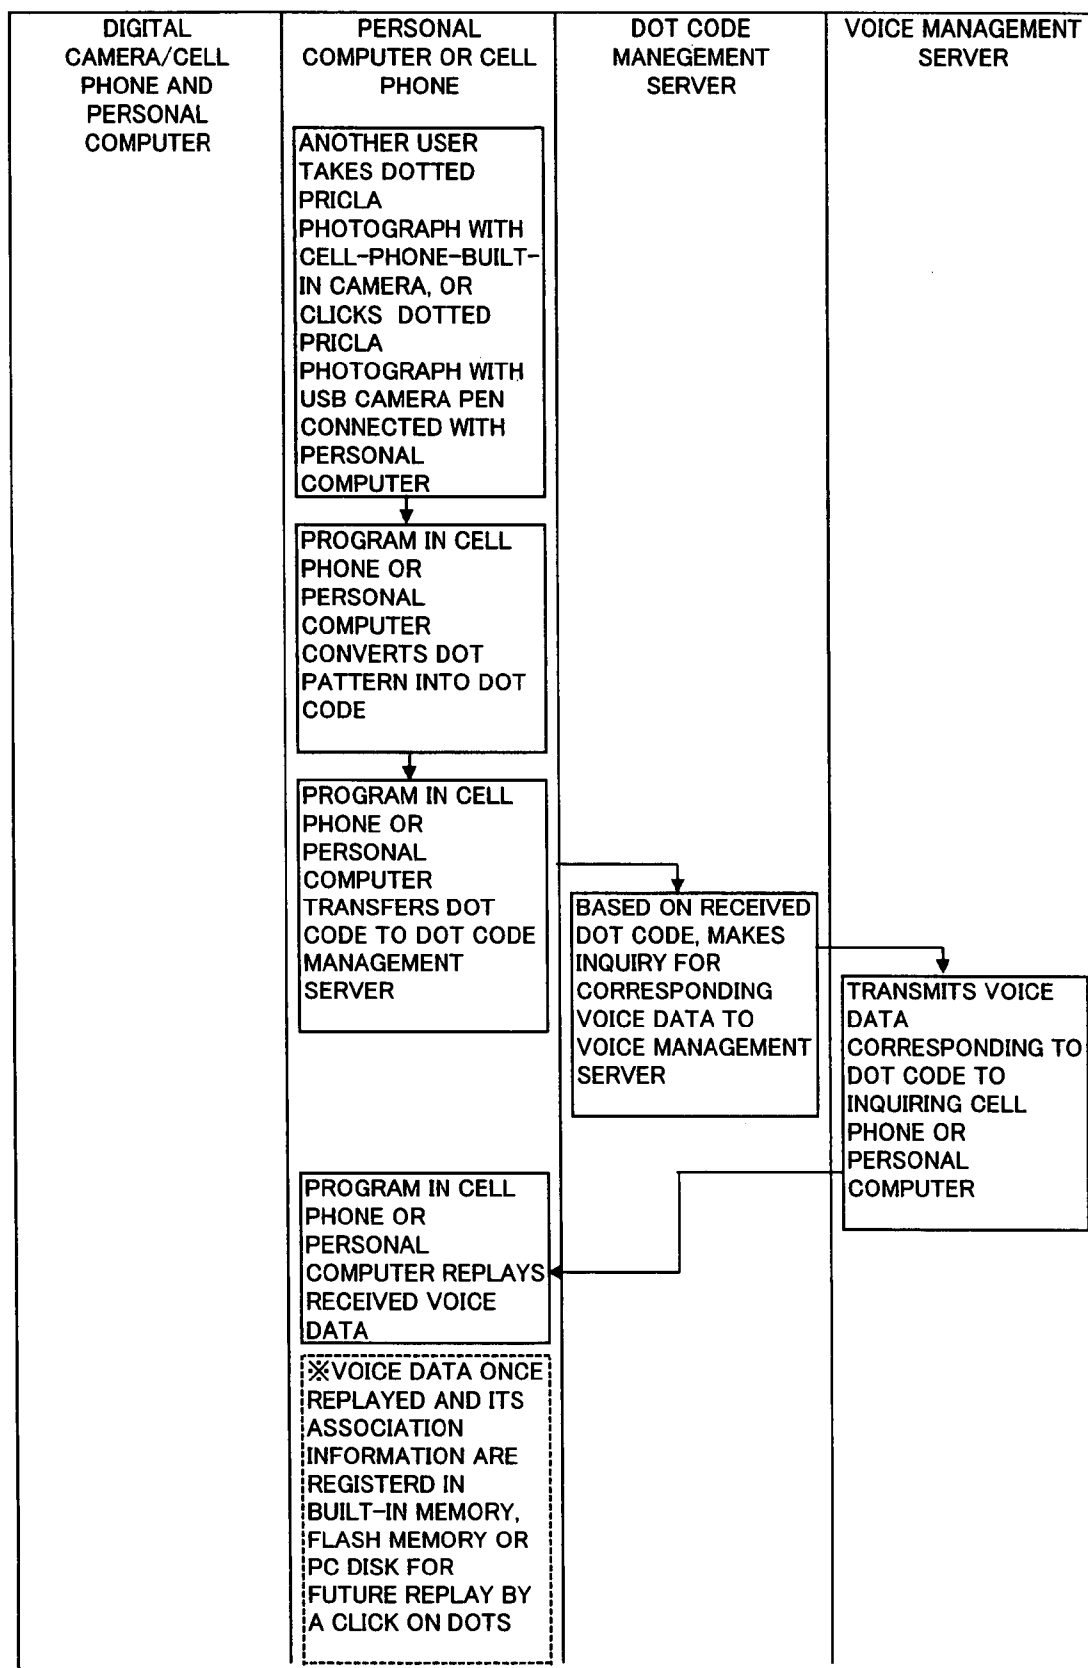 DIGITAL
CAMERA/CELL
PHONE AND
PERSONAL
COMPUTER
PERSONAL
COMPUTER OR CELL
PHONE
DOT CODE
MANEGEMENT
SERVER
VOICE MANAGEMENT
SERVER
ANOTHER USER
TAKES DOTTED
PRICLA
PHOTOGRAPH WITH
CELL-PHONE-BUILT-
IN CAMERA, OR
CLICKS DOTTED
PRICLA
PHOTOGRAPH WITH
USB CAMERA PEN
CONNECTED WITH
PERSONAL
COMPUTER
PROGRAM IN CELL
PHONE OR
PERSONAL
COMPUTER
CONVERTS DOT
PATTERN INTO DOT
CODE
PROGRAM IN CELL
PHONE OR
PERSONAL
COMPUTER
TRANSFERS DOT
CODE TO DOT CODE
MANAGEMENT
SERVER
BASED ON RECEIVED
DOT CODE, MAKES
INQUIRY FOR
CORRESPONDING
VOICE DATA TO
VOICE MANAGEMENT
SERVER
TRANSMITS VOICE
DATA
CORRESPONDING TO
DOT CODE TO
INQUIRING CELL
PHONE OR
PERSONAL
COMPUTER
PROGRAM IN CELL
PHONE OR
PERSONAL
COMPUTER REPLAYS
RECEIVED VOICE
DATA
※VOICE DATA ONCE
REPLAYED AND ITS
ASSOCIATION
INFORMATION ARE
REGISTERD IN
BUILT-IN MEMORY,
FLASH MEMORY OR
PC DISK FOR
FUTURE REPLAY BY
A CLICK ON DOTS